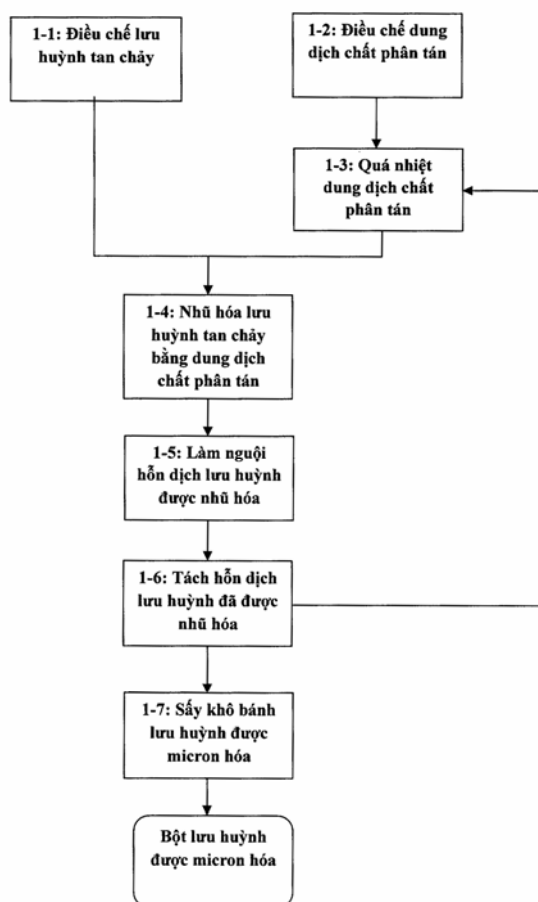 1-1: Điều chế lưu
huỳnh tan chảy
1-2: Điều chế dung
dịch chất phân tán
1-3: Quá nhiệt
dung dịch chất
phân tán
1-4: Nhũ hóa lưu
huỳnh tan chảy
bằng dung dịch
chất phân tán
1-5: Làm nguội
hỗn dịch lưu huỳnh
được nhũ hóa
1-6: Tách hỗn dịch
lưu huỳnh đã được
nhũ hóa
1-7: Sấy khô bánh
lưu huỳnh được
micron hóa
Bột lưu huỳnh
được micron hóa